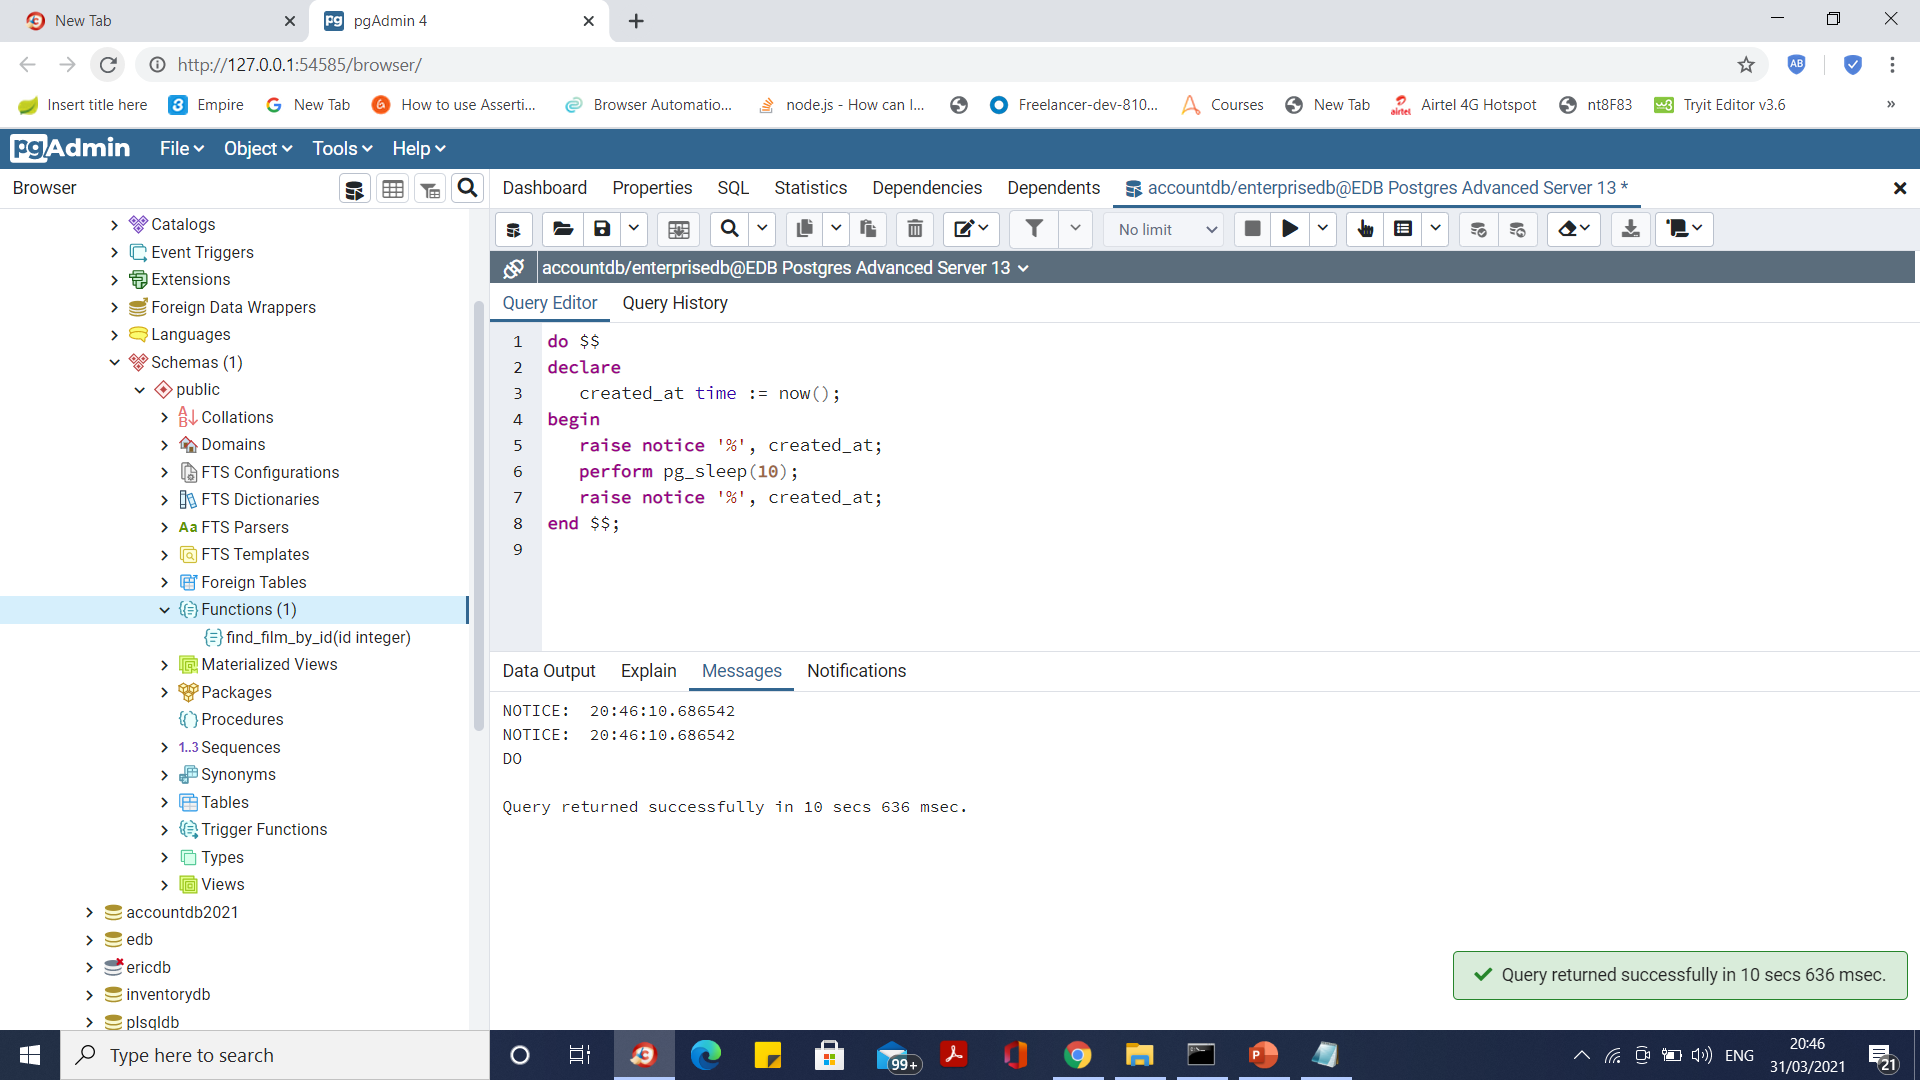 New Tab
pgAdmin 4
http://127.0.0.1:54585/browser/
AB
Insert title here
Empire
New Tab
How to use Asserti...
Browser Automatio...
node.js - How can I...
Freelancer-dev-810...
Courses
New Tab
airtel
Airtel 4G Hotspot
nt8F83
Tryit Editor v3.6
»
pgAdmin
File
Object
Tools
Help
Browser
Dashboard
Properties
SQL
Statistics
Dependencies
Dependents
accountdb/enterprisedb@EDB Postgres Advanced Server 13 *
No limit
accountdb/enterprisedb@EDB Postgres Advanced Server 13
Query Editor
Query History
Catalogs
Event Triggers
Extensions
Foreign Data Wrappers
Languages
Schemas (1)
public
Collations
Domains
FTS Configurations
FTS Dictionaries
Aa FTS Parsers
FTS Templates
Foreign Tables
Functions (1)
find_film_by_id(id integer)
Materialized Views
Packages
Procedures
1..3 Sequences
Synonyms
Tables
Trigger Functions
Types
Views
accountdb2021
edb
ericdb
inventorydb
plsqldb
1 do $$
2 declare
3    created_at time := now();
4 begin
5    raise notice '%', created_at;
6    perform pg_sleep(10);
7    raise notice '%', created_at;
8 end $$;
9
Data Output
Explain
Messages
Notifications
NOTICE:  20:46:10.686542
NOTICE:  20:46:10.686542
DO
Query returned successfully in 10 secs 636 msec.
Query returned successfully in 10 secs 636 msec.
Type here to search
99+
ENG
20:46
31/03/2021
21